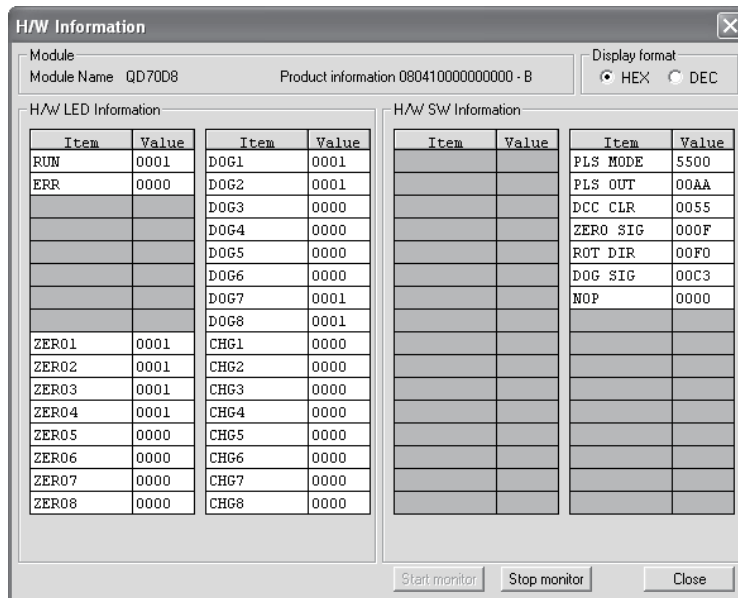 H/W Information
Module
Module Name QD70D8 Product information 080410000000000 - B
Display format
HEX DEC
H/W LED Information
Item Value Item Value
RUN 0001 DOG1 0001
ERR 0000 DOG2 0001
DOG3 0000
DOG4 0000
DOG5 0000
DOG6 0000
DOG7 0001
DOG8 0001
ZERO1 0001 CHG1 0000
ZERO2 0001 CHG2 0000
ZERO3 0001 CHG3 0000
ZERO4 0001 CHG4 0000
ZERO5 0000 CHG5 0000
ZERO6 0000 CHG6 0000
ZERO7 0000 CHG7 0000
ZERO8 0000 CHG8 0000
H/W SW Information
Item Value Item Value
PLS MODE 5500
PLS OUT 00AA
DCC CLR 0055
ZERO SIG 000F
ROT DIR 00F0
DOG SIG 00C3
NOP 0000
Start monitor Stop monitor Close